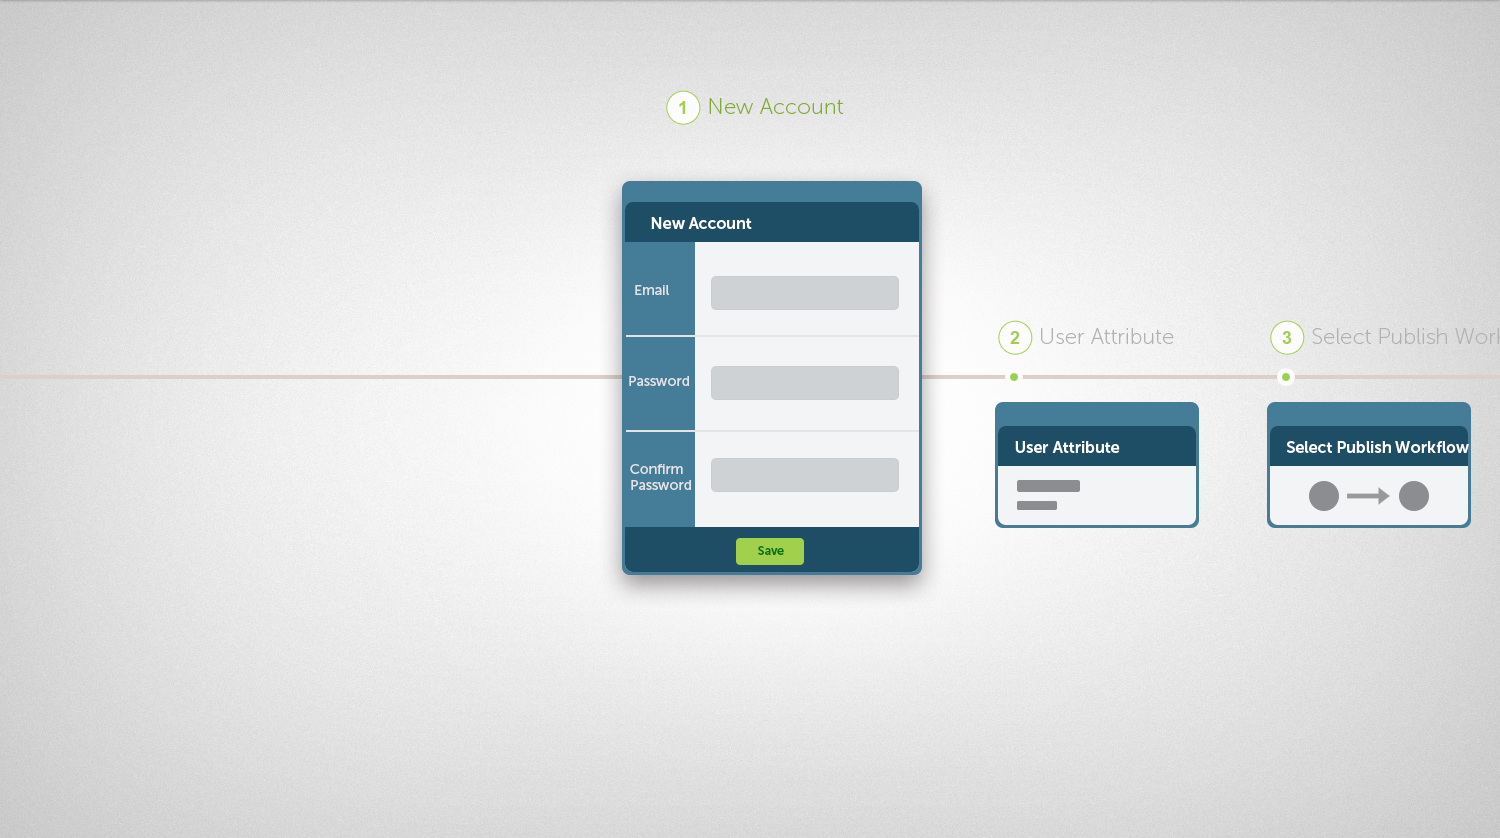 1 New Account
New Account
Email
Password
Confirm
Password
Save
2 User Attribute
User Attribute
3 Select Publish
Select Publish Workflow